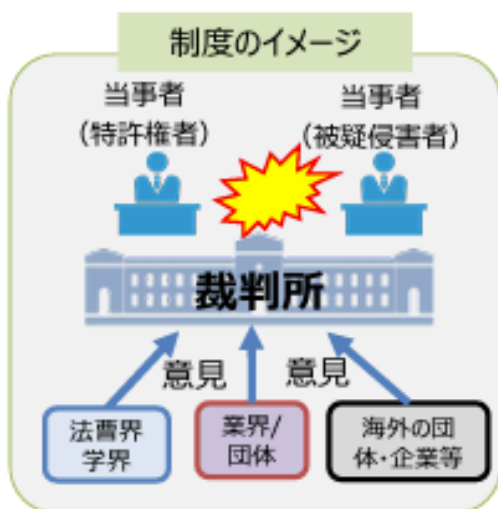 制度のイメージ
当事者
(特許権者)
当事者
(被疑侵害者)
裁判所
意見
意見
法曹界
学界
業界/
団体
海外の団
体・企業等